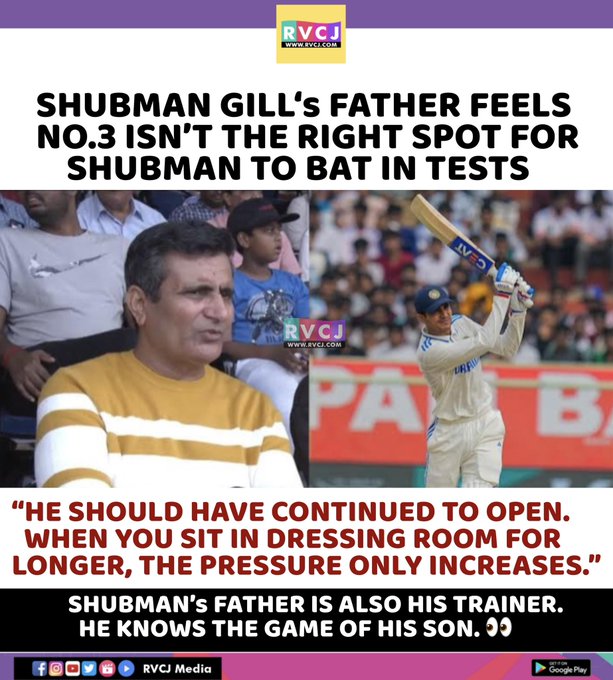 RVCJ
WWW.RVCJ.COM
SHUBMAN GILL‘s FATHER FEELS
NO.3 ISN’T THE RIGHT SPOT FOR
SHUBMAN TO BAT IN TESTS
CEAT
RVCJ
WWW.RVCJ.COM
PA B
“HE SHOULD HAVE CONTINUED TO OPEN.
WHEN YOU SIT IN DRESSING ROOM FOR
LONGER, THE PRESSURE ONLY INCREASES.”
SHUBMAN’s FATHER IS ALSO HIS TRAINER.
HE KNOWS THE GAME OF HIS SON. 👀
RVCJ Media
GET IT ON
Google Play